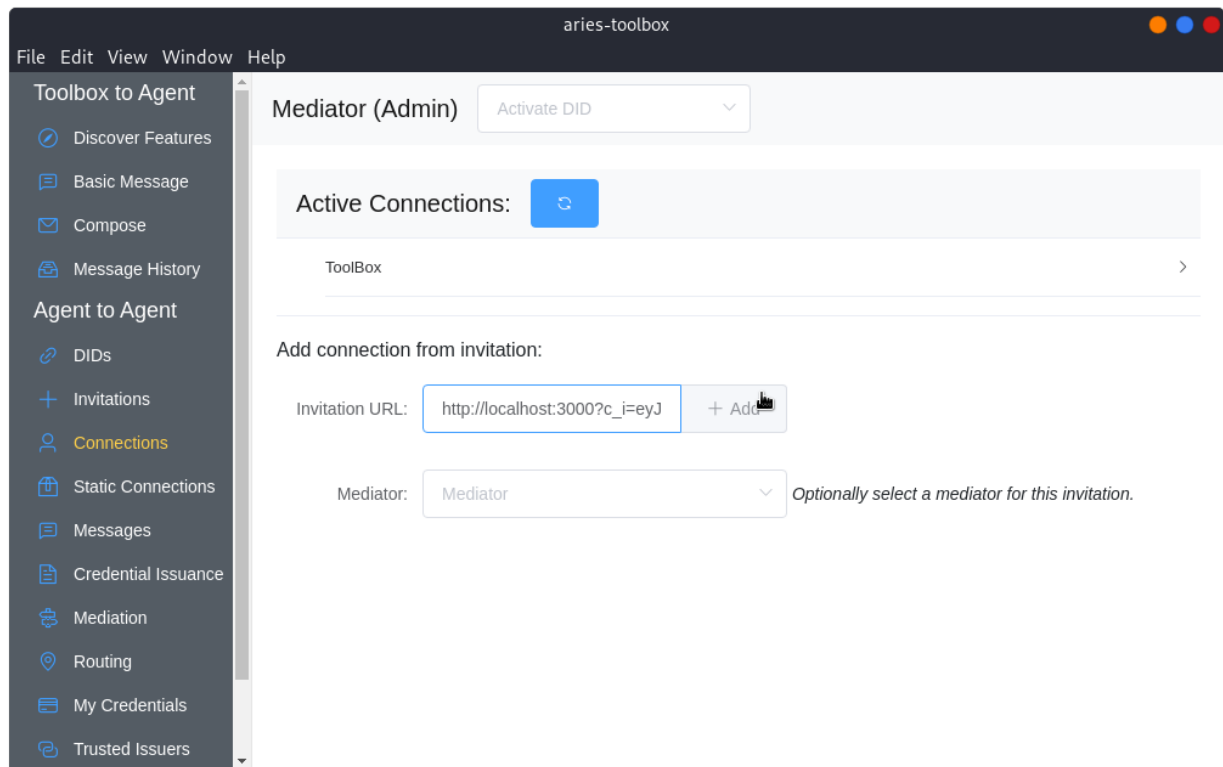 aries-toolbox
File Edit View Window Help
Toolbox to Agent
Discover Features
Basic Message
Compose
Message History
Agent to Agent
DIDs
Invitations
Connections
Static Connections
Messages
Credential Issuance
Mediation
Routing
My Credentials
Trusted Issuers
Mediator (Admin) Activate DID
Active Connections:
ToolBox
Add connection from invitation:
Invitation URL: http://localhost:3000?c_i=eyJ + Add
Mediator: Mediator Optionally select a mediator for this invitation.